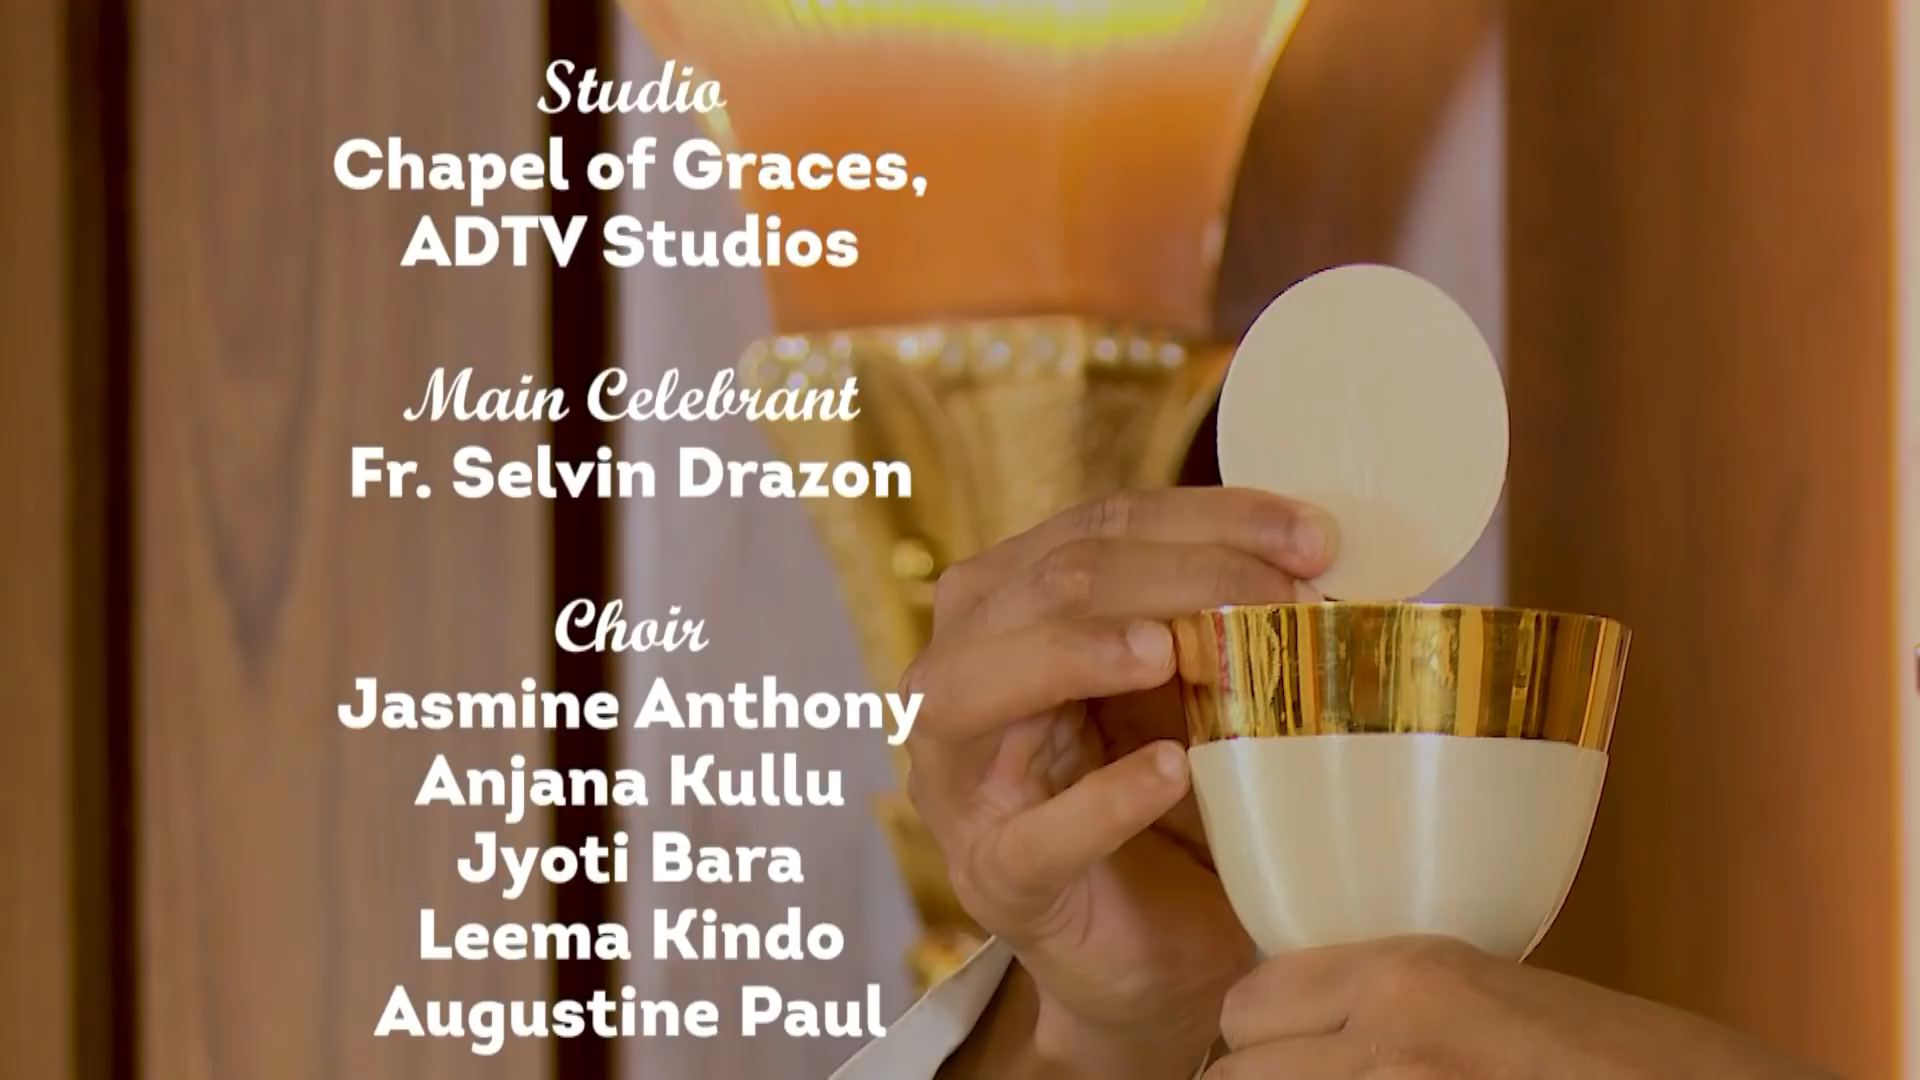 Studio
Chapel of Graces,
ADTV Studios
Main Celebrant
Fr. Selvin Drazon
Choir
Jasmine Anthony
Anjana Kullu
Jyoti Bara
Leema Kindo
Augustine Paul